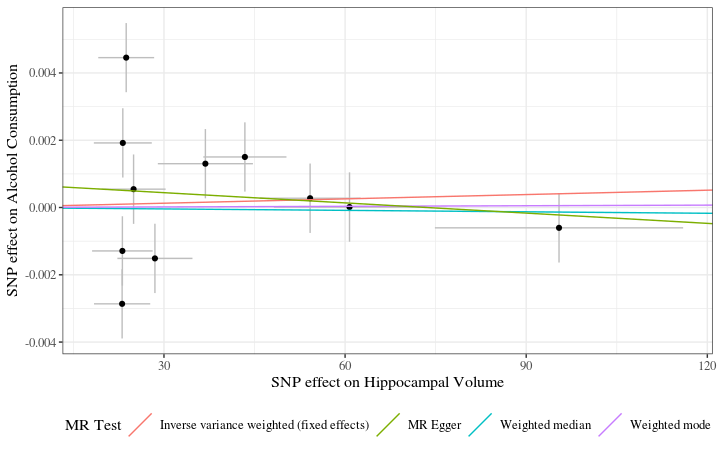 SNP effect on Alcohol Consumption
0.004
0.002
0.000
-0.002
-0.004
30 60 90 120
SNP effect on Hippocampal Volume
MR Test Inverse variance weighted (fixed effects) MR Egger Weighted median Weighted mode